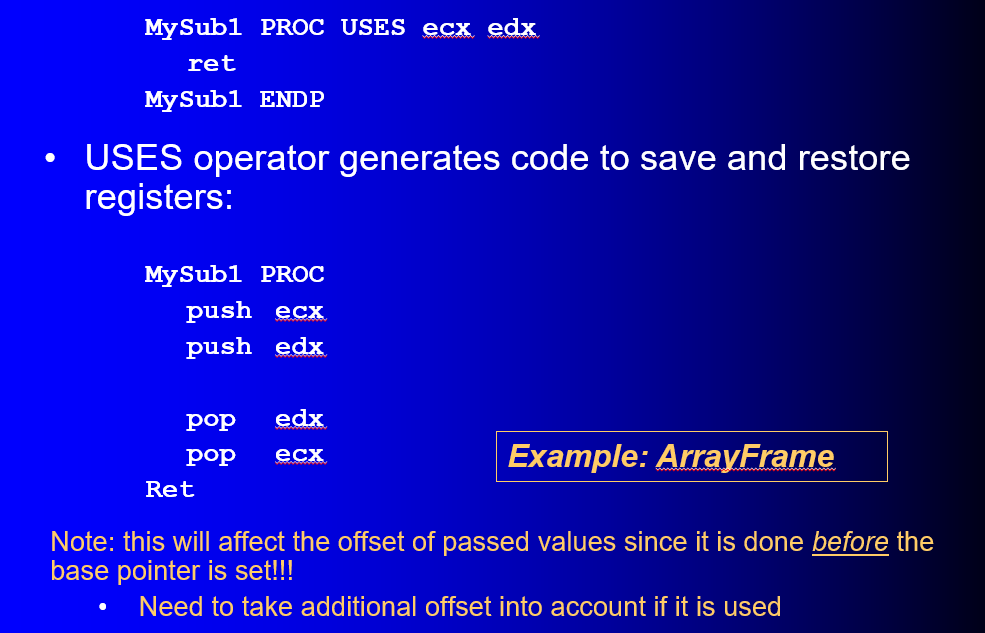 MySub1 PROC USES ecx edx
ret
MySub1 ENDP
• USES operator generates code to save and restore
registers:
MySub1 PROC
push ecx
push edx
pop edx
pop ecx
Example: ArrayFrame
Ret
Note: this will affect the offset of passed values since it is done before the
base pointer is set!!!
• Need to take additional offset into account if it is used